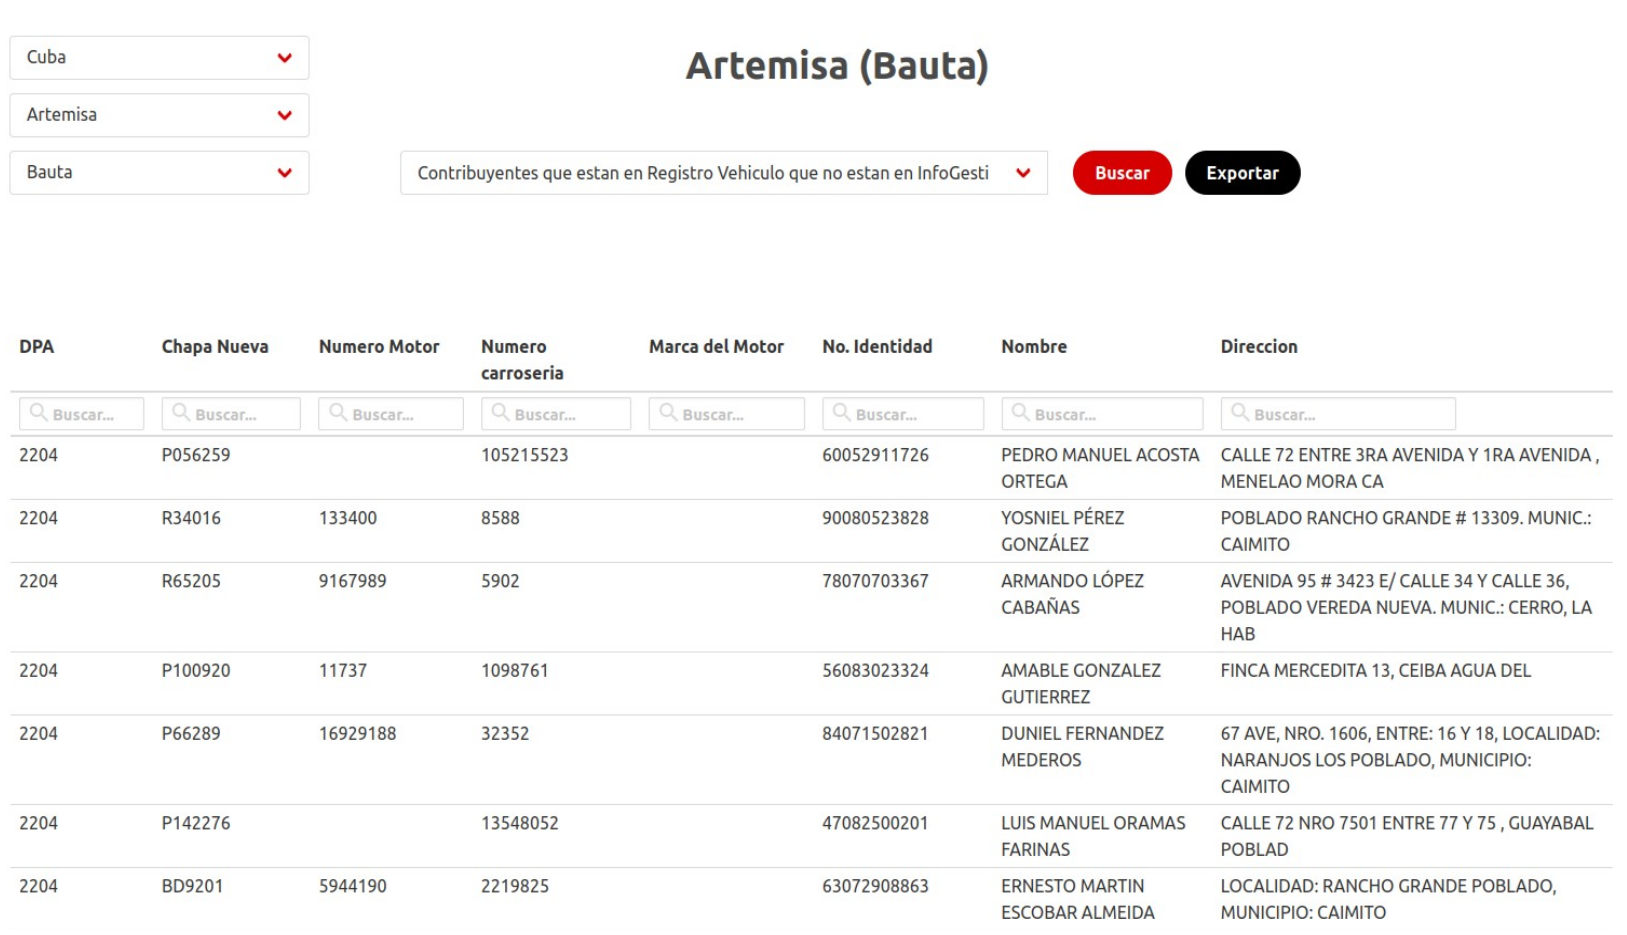 Cuba
Artemisa (Bauta)
Artemisa
Bauta
Contribuyentes que estan en Registro Vehiculo que no estan en InfoGesti
Buscar
Exportar
DPA Chapa Nueva Numero Motor Numero carroseria Marca del Motor No. Identidad Nombre Direccion
Buscar... Buscar... Buscar... Buscar... Buscar... Buscar... Buscar... Buscar...
2204 P056259 105215523 60052911726 PEDRO MANUEL ACOSTA ORTEGA CALLE 72 ENTRE 3RA AVENIDA Y 1RA AVENIDA , MENELAO MORA CA
2204 R34016 133400 8588 90080523828 YOSNIEL PÉREZ GONZÁLEZ POBLADO RANCHO GRANDE # 13309. MUNIC.: CAIMITO
2204 R65205 9167989 5902 78070703367 ARMANDO LÓPEZ CABAÑAS AVENIDA 95 # 3423 E/ CALLE 34 Y CALLE 36, POBLADO VEREDA NUEVA. MUNIC.: CERRO, LA HAB
2204 P100920 11737 1098761 56083023324 AMABLE GONZALEZ GUTIERREZ FINCA MERCEDITA 13, CEIBA AGUA DEL
2204 P66289 16929188 32352 84071502821 DUNIEL FERNANDEZ MEDEROS 67 AVE, NRO. 1606, ENTRE: 16 Y 18, LOCALIDAD: NARANJOS LOS POBLADO, MUNICIPIO: CAIMITO
2204 P142276 13548052 47082500201 LUIS MANUEL ORAMAS FARINAS CALLE 72 NRO 7501 ENTRE 77 Y 75 , GUAYABAL POBLAD
2204 BD9201 5944190 2219825 63072908863 ERNESTO MARTIN ESCOBAR ALMEIDA LOCALIDAD: RANCHO GRANDE POBLADO, MUNICIPIO: CAIMITO